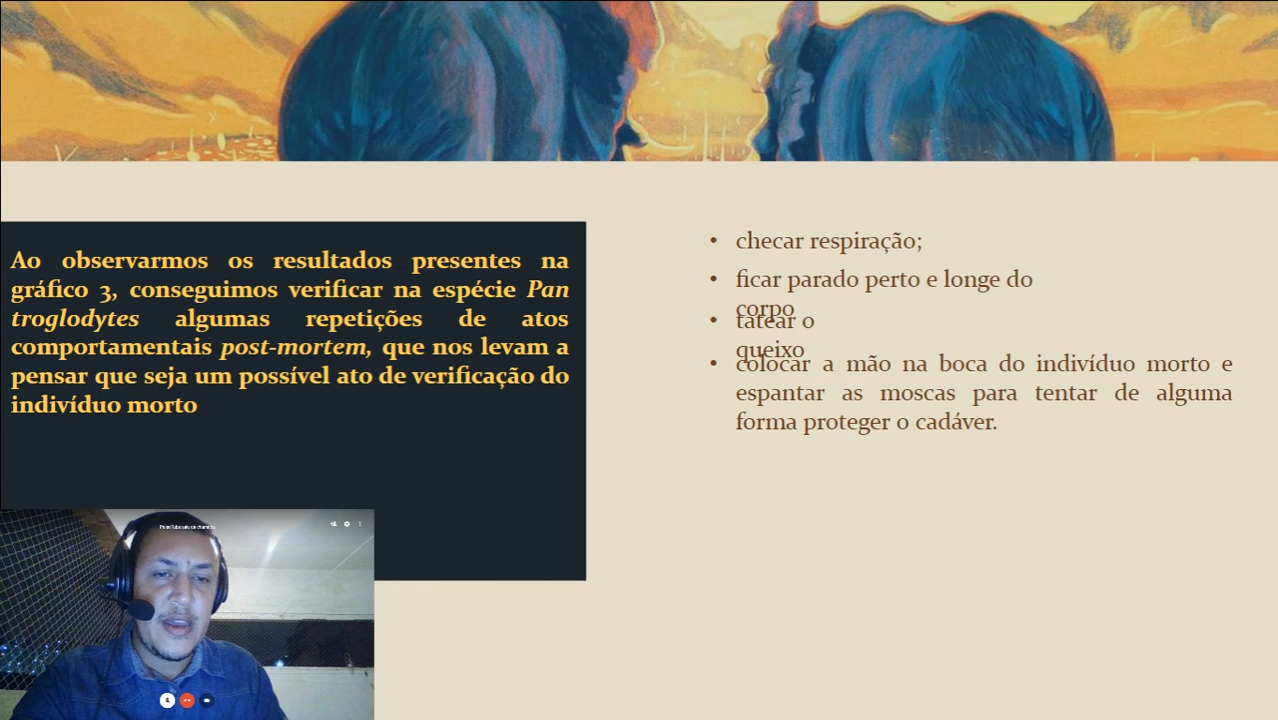 Ao observarmos os resultados presentes na
gráfico 3, conseguimos verificar na espécie Pan
troglodytes algumas repetições de atos
comportamentais post-mortem, que nos levam a
pensar que seja um possível ato de verificação do
indivíduo morto
• checar respiração;
• ficar parado perto e longe do
corpo
• tatear o
queixo
• colocar a mão na boca do indivíduo morto e
espantar as moscas para tentar de alguma
forma proteger o cadáver.